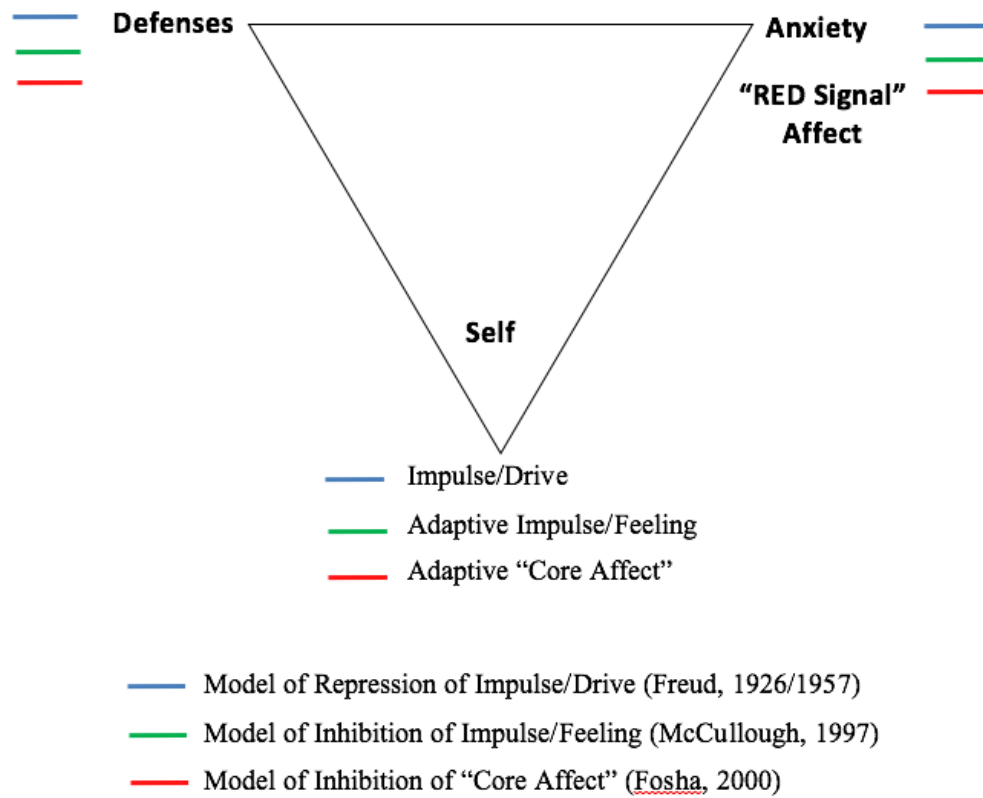 Defenses
Anxiety
“RED Signal”
Affect
Self
Impulse/Drive
Adaptive Impulse/Feeling
Adaptive “Core Affect”
Model of Repression of Impulse/Drive (Freud, 1926/1957)
Model of Inhibition of Impulse/Feeling (McCullough, 1997)
Model of Inhibition of “Core Affect” (Fosha, 2000)